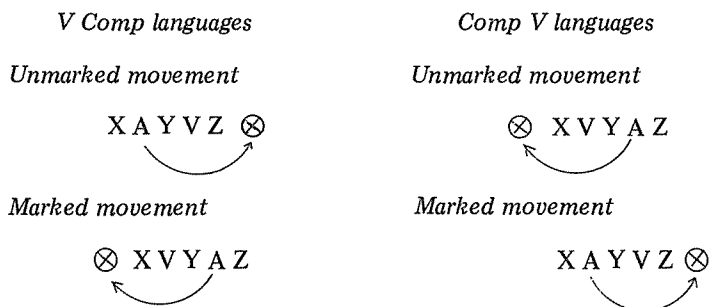 V Comp languages Comp V languages
Unmarked movement Unmarked movement
X A Y V Z ⊗ ⊗ X V Y A Z
Marked movement Marked movement
⊗ X V Y A Z X A Y V Z ⊗